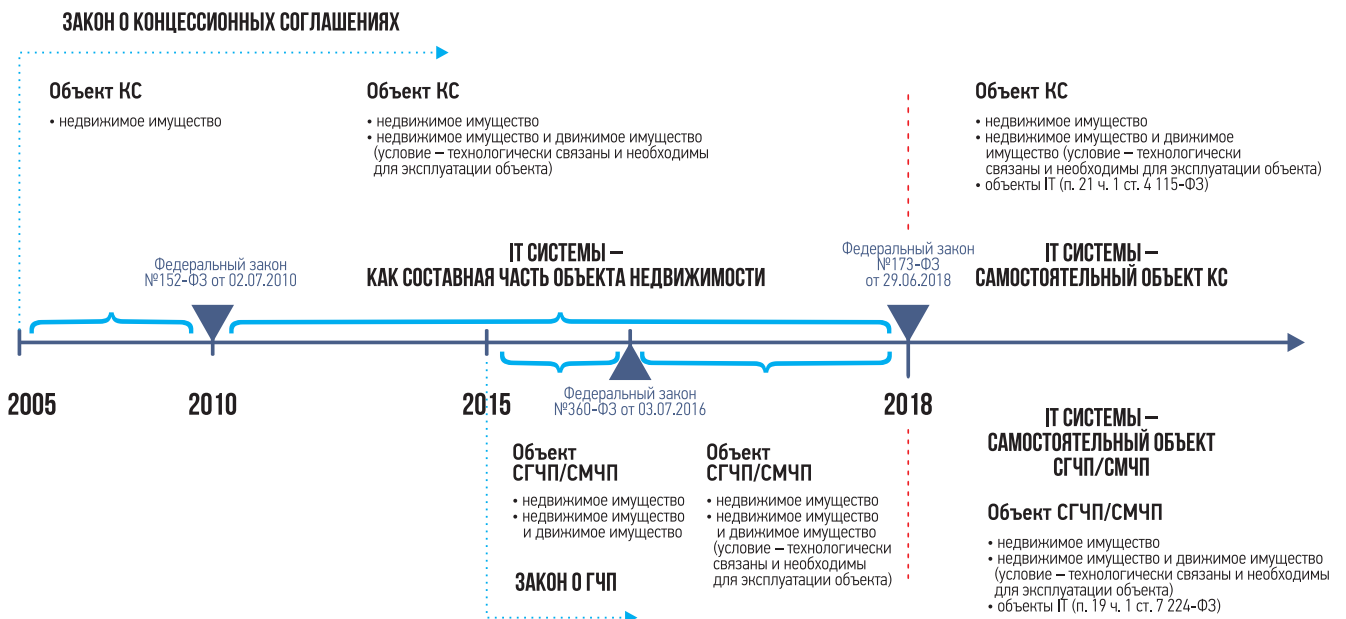 ЗАКОН О КОНЦЕССИОННЫХ СОГЛАШЕНИЯХ
Объект КС
• недвижимое имущество
Объект КС
• недвижимое имущество
• недвижимое имущество и движимое имущество
(условие – технологически связаны и необходимы
для эксплуатации объекта)
Объект КС
• недвижимое имущество
• недвижимое имущество и движимое
имущество (условие – технологически
связаны и необходимы для эксплуатации объекта)
• объекты IT (п. 21 ч. 1 ст. 4 115-ФЗ)
Федеральный закон
№152-ФЗ от 02.07.2010
IT СИСТЕМЫ –
КАК СОСТАВНАЯ ЧАСТЬ ОБЪЕКТА НЕДВИЖИМОСТИ
Федеральный закон
№173-ФЗ
от 29.06.2018
IT СИСТЕМЫ –
САМОСТОЯТЕЛЬНЫЙ ОБЪЕКТ КС
2005
2010
2015
Федеральный закон
№360-ФЗ от 03.07.2016
2018
Объект
СГЧП/СМЧП
• недвижимое имущество
• недвижимое имущество
и движимое имущество
Объект
СГЧП/СМЧП
• недвижимое имущество
• недвижимое имущество
и движимое имущество
(условие – технологически
связаны и необходимы
для эксплуатации объекта)
IT СИСТЕМЫ –
САМОСТОЯТЕЛЬНЫЙ ОБЪЕКТ
СГЧП/СМЧП
Объект СГЧП/СМЧП
• недвижимое имущество
• недвижимое имущество и движимое имущество
(условие – технологически связаны и необходимы
для эксплуатации объекта)
• объекты IT (п. 19 ч. 1 ст. 7 224-ФЗ)
ЗАКОН О ГЧП